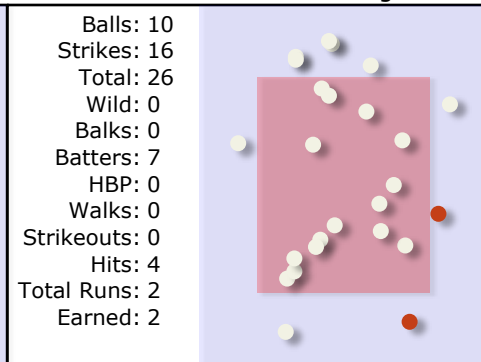 Balls: 10
Strikes: 16
Total: 26
Wild: 0
Balks: 0
Batters: 7
HBP: 0
Walks: 0
Strikeouts: 0
Hits: 4
Total Runs: 2
Earned: 2